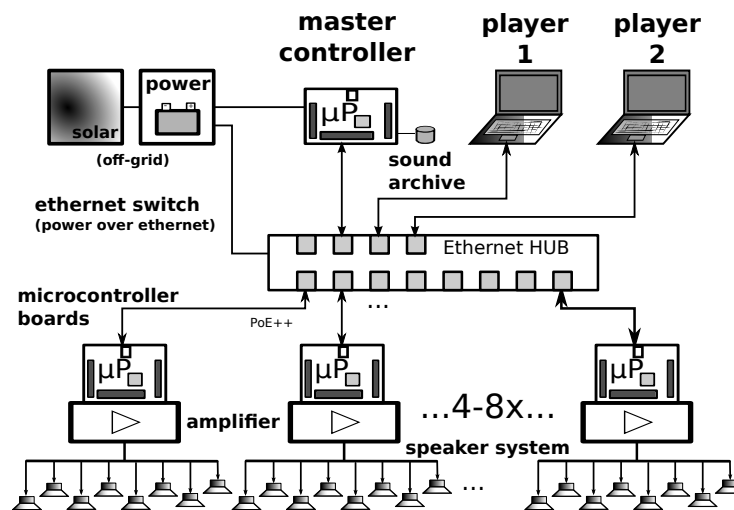 master
controller
player
1
player
2
power
- +
solar
(off-grid)
μP
sound
archive
ethernet switch
(power over ethernet)
Ethernet HUB
microcontroller
boards
PoE++
...
μP
μP
μP
amplifier
...4-8x...
speaker system
...